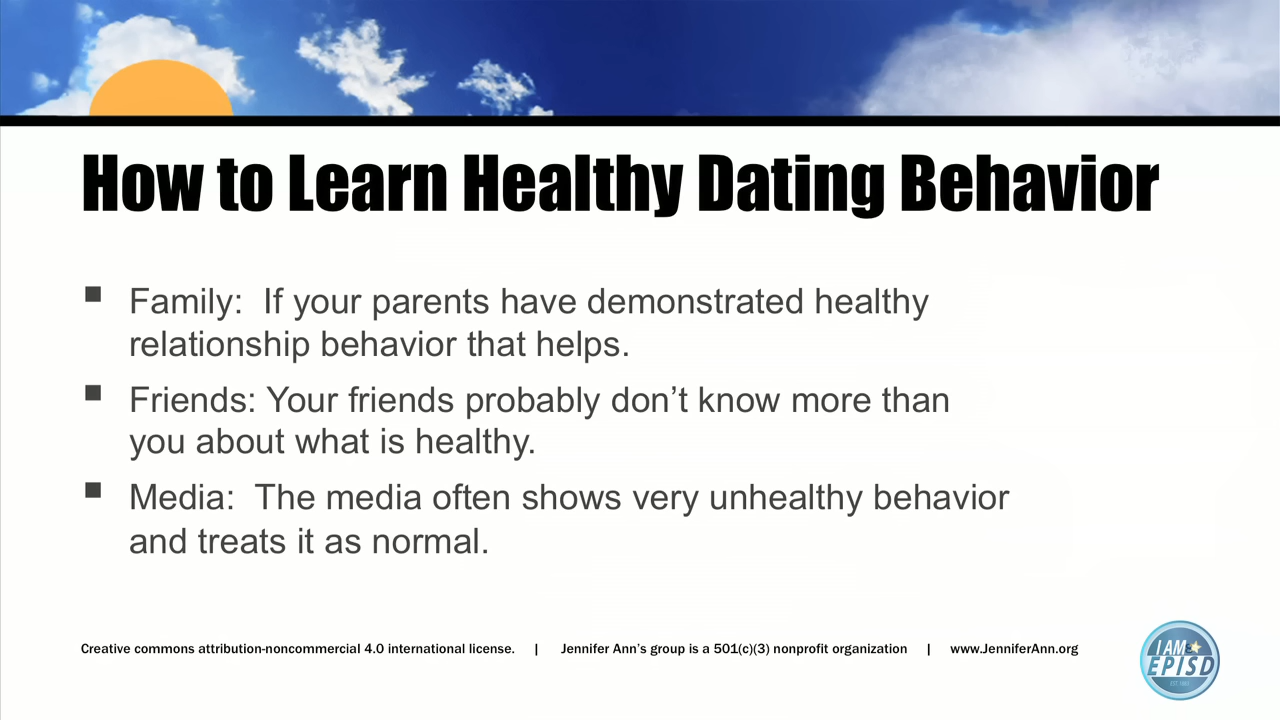 How to Learn Healthy Dating Behavior
Family:  If your parents have demonstrated healthy
relationship behavior that helps.
Friends: Your friends probably don’t know more than
you about what is healthy.
Media:  The media often shows very unhealthy behavior
and treats it as normal.
Creative commons attribution-noncommercial 4.0 international license. | Jennifer Ann’s group is a 501(c)(3) nonprofit organization | www.JenniferAnn.org
I AM
EPISD